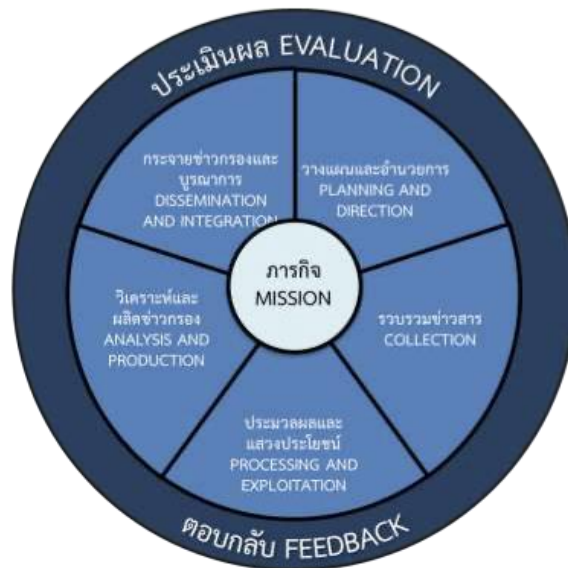 ประเมินผล EVALUATION
กระจายข่าวกรองและ
บูรณาการ
DISSEMINATION
AND INTEGRATION
วางแผนและอำนวยการ
PLANNING AND
DIRECTION
ภารกิจ
MISSION
วิเคราะห์และ
ผลิตข่าวกรอง
ANALYSIS AND
PRODUCTION
รวบรวมข่าวสาร
COLLECTION
ประมวลผลและ
แสวงประโยชน์
PROCESSING AND
EXPLOITATION
ตอบกลับ FEEDBACK